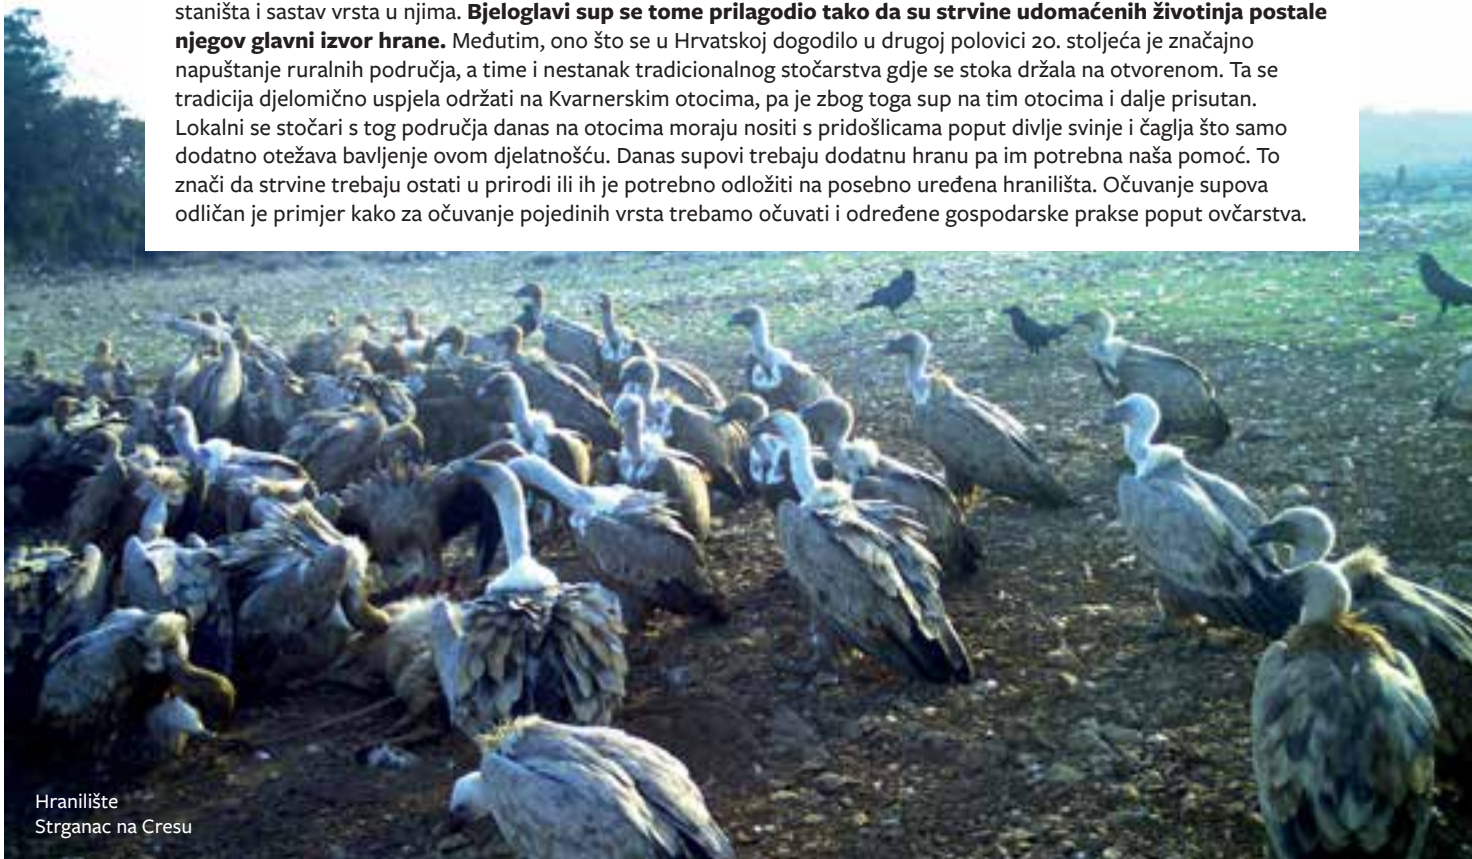 staništa i sastav vrsta u njima. Bjeloglavi sup se tome prilagodio tako da su strvine udomaćenih životinja postale
njegov glavni izvor hrane. Međutim, ono što se u Hrvatskoj dogodilo u drugoj polovici 20. stoljeća je značajno
napuštanje ruralnih područja, a time i nestanak tradicionalnog stočarstva gdje se stoka držala na otvorenom. Ta se
tradicija djelomično uspjela održati na Kvarnerskim otocima, pa je zbog toga sup na tim otocima i dalje prisutan.
Lokalni se stočari s tog područja danas na otocima moraju nositi s pridošlicama poput divlje svinje i čaglja što samo
dodatno otežava bavljenje ovom djelatnošću. Danas supovi trebaju dodatnu hranu pa im potrebna naša pomoć. To
znači da strvine trebaju ostati u prirodi ili ih je potrebno odložiti na posebno uređena hranilišta. Očuvanje supova
odličan je primjer kako za očuvanje pojedinih vrsta trebamo očuvati i određene gospodarske prakse poput ovčarstva.
Hranilište
Strganac na Cresu